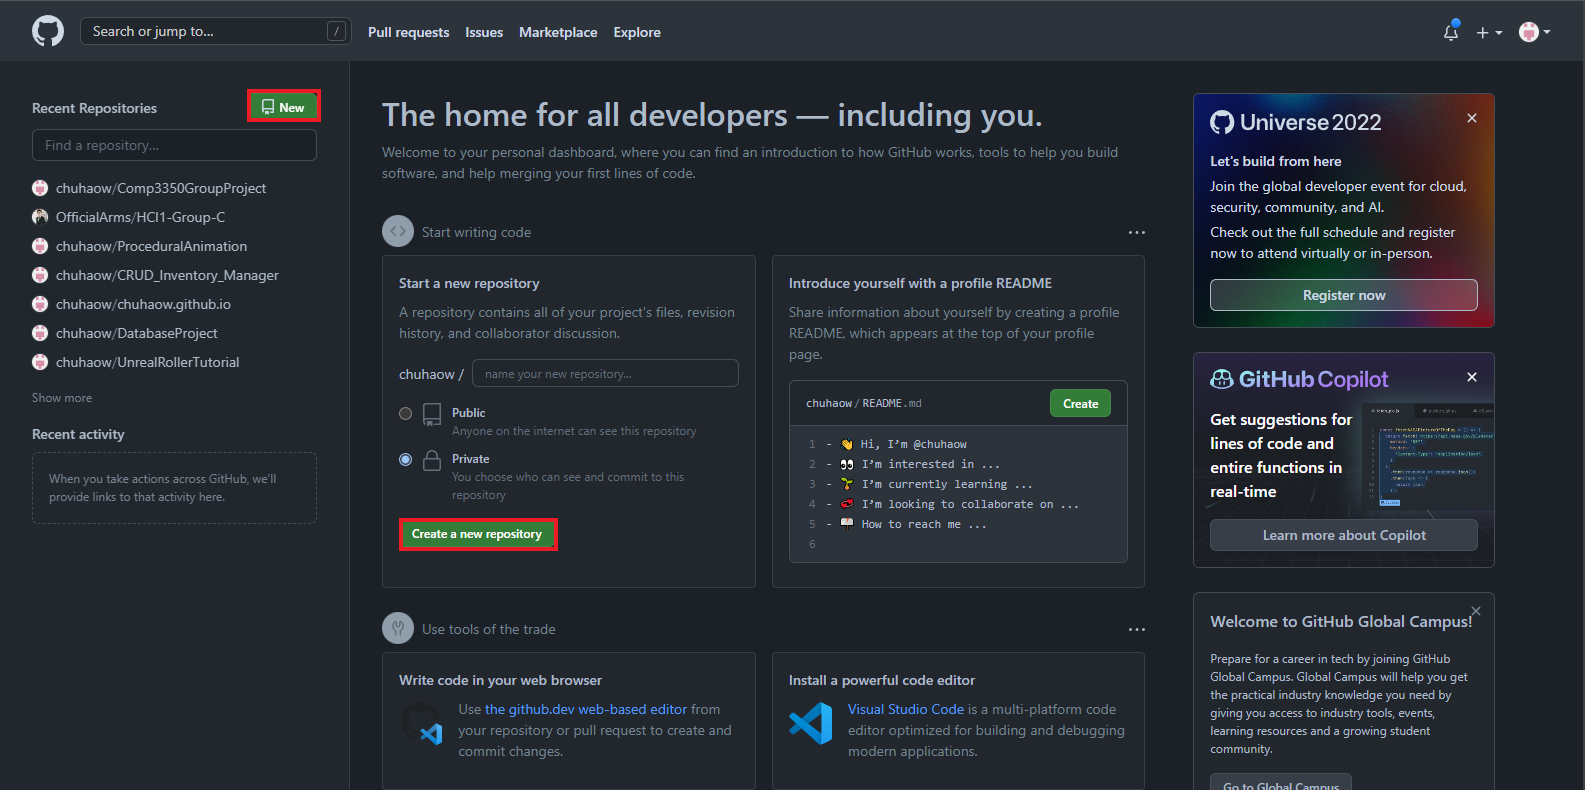 Search or jump to...
/
Pull requests
Issues
Marketplace
Explore
Recent Repositories
New
Find a repository...
chuhaow/Comp3350GroupProject
OfficialArms/HCI1-Group-C
chuhaow/ProceduralAnimation
chuhaow/CRUD_Inventory_Manager
chuhaow/chuhaow.github.io
chuhaow/DatabaseProject
chuhaow/UnrealRollerTutorial
Show more
Recent activity
When you take actions across GitHub, we'll
provide links to that activity here.
The home for all developers — including you.
Welcome to your personal dashboard, where you can find an introduction to how GitHub works, tools to help you build
software, and help merging your first lines of code.
Start writing code
Start a new repository
A repository contains all of your project's files, revision
history, and collaborator discussion.
chuhaow /
name your new repository...
Public
Anyone on the internet can see this repository
Private
You choose who can see and commit to this
repository
Create a new repository
Introduce yourself with a profile README
Share information about yourself by creating a profile
README, which appears at the top of your profile
page.
chuhaow/README.md
Create
1 - 👋 Hi, I'm @chuhaow
2 - 👀 I'm interested in ...
3 - 🌱 I'm currently learning ...
4 - 💞️ I'm looking to collaborate on ...
5 - 📫 How to reach me ...
6
Use tools of the trade
Write code in your web browser
Use the github.dev web-based editor from
your repository or pull request to create and
commit changes.
Install a powerful code editor
Visual Studio Code is a multi-platform code
editor optimized for building and debugging
modern applications.
Universe 2022
Let's build from here
Join the global developer event for cloud,
security, community, and AI.
Check out the full schedule and register
now to attend virtually or in-person.
Register now
GitHub Copilot
Get suggestions for
lines of code and
entire functions in
real-time
Learn more about Copilot
Welcome to GitHub Global Campus!
Prepare for a career in tech by joining GitHub
Global Campus. Global Campus will help you get
the practical industry knowledge you need by
giving you access to industry tools, events,
learning resources and a growing student
community.
Go to Global Campus